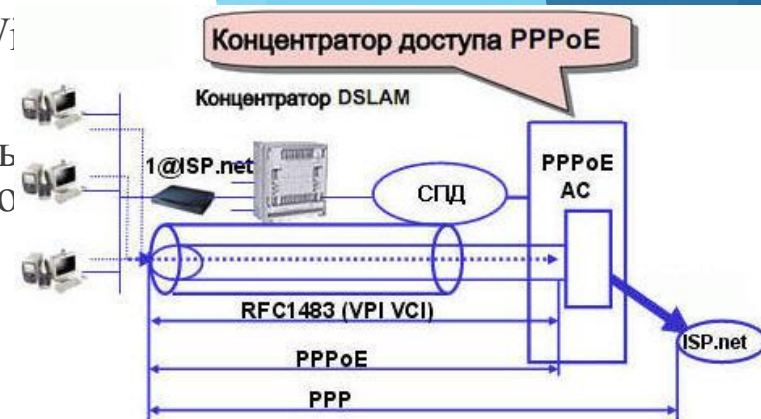 Концентратор доступа PPPoE
Концентратор DSLAM
1@ISP.net
СПД
PPPoE
AC
RFC1483 (VPI VCI)
PPPoE
PPP
ISP.net